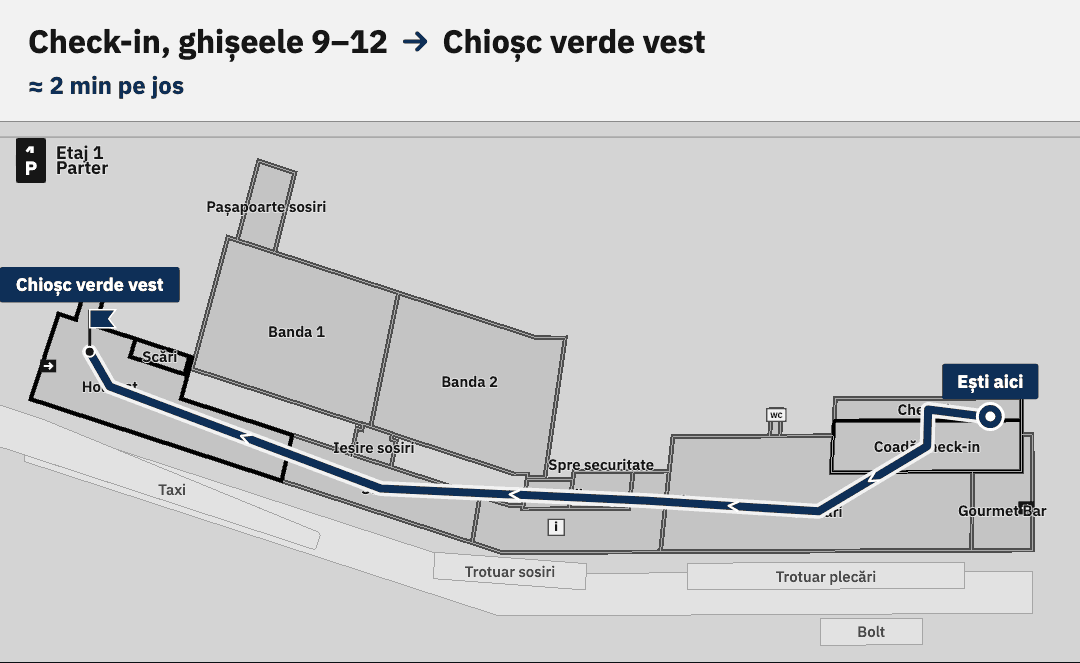 Check-in, ghișeele 9–12 → Chioșc verde vest
≈ 2 min pe jos
1 Etaj 1
P Parter
Pașapoarte sosiri
Chioșc verde vest
Banda 1
Scări
Banda 2
Ești aici
wc
Coadă
Ieșire sosiri
Spre securitate
Taxi
i
Gourmet Bar
Trotuar sosiri
Trotuar plecări
Bolt